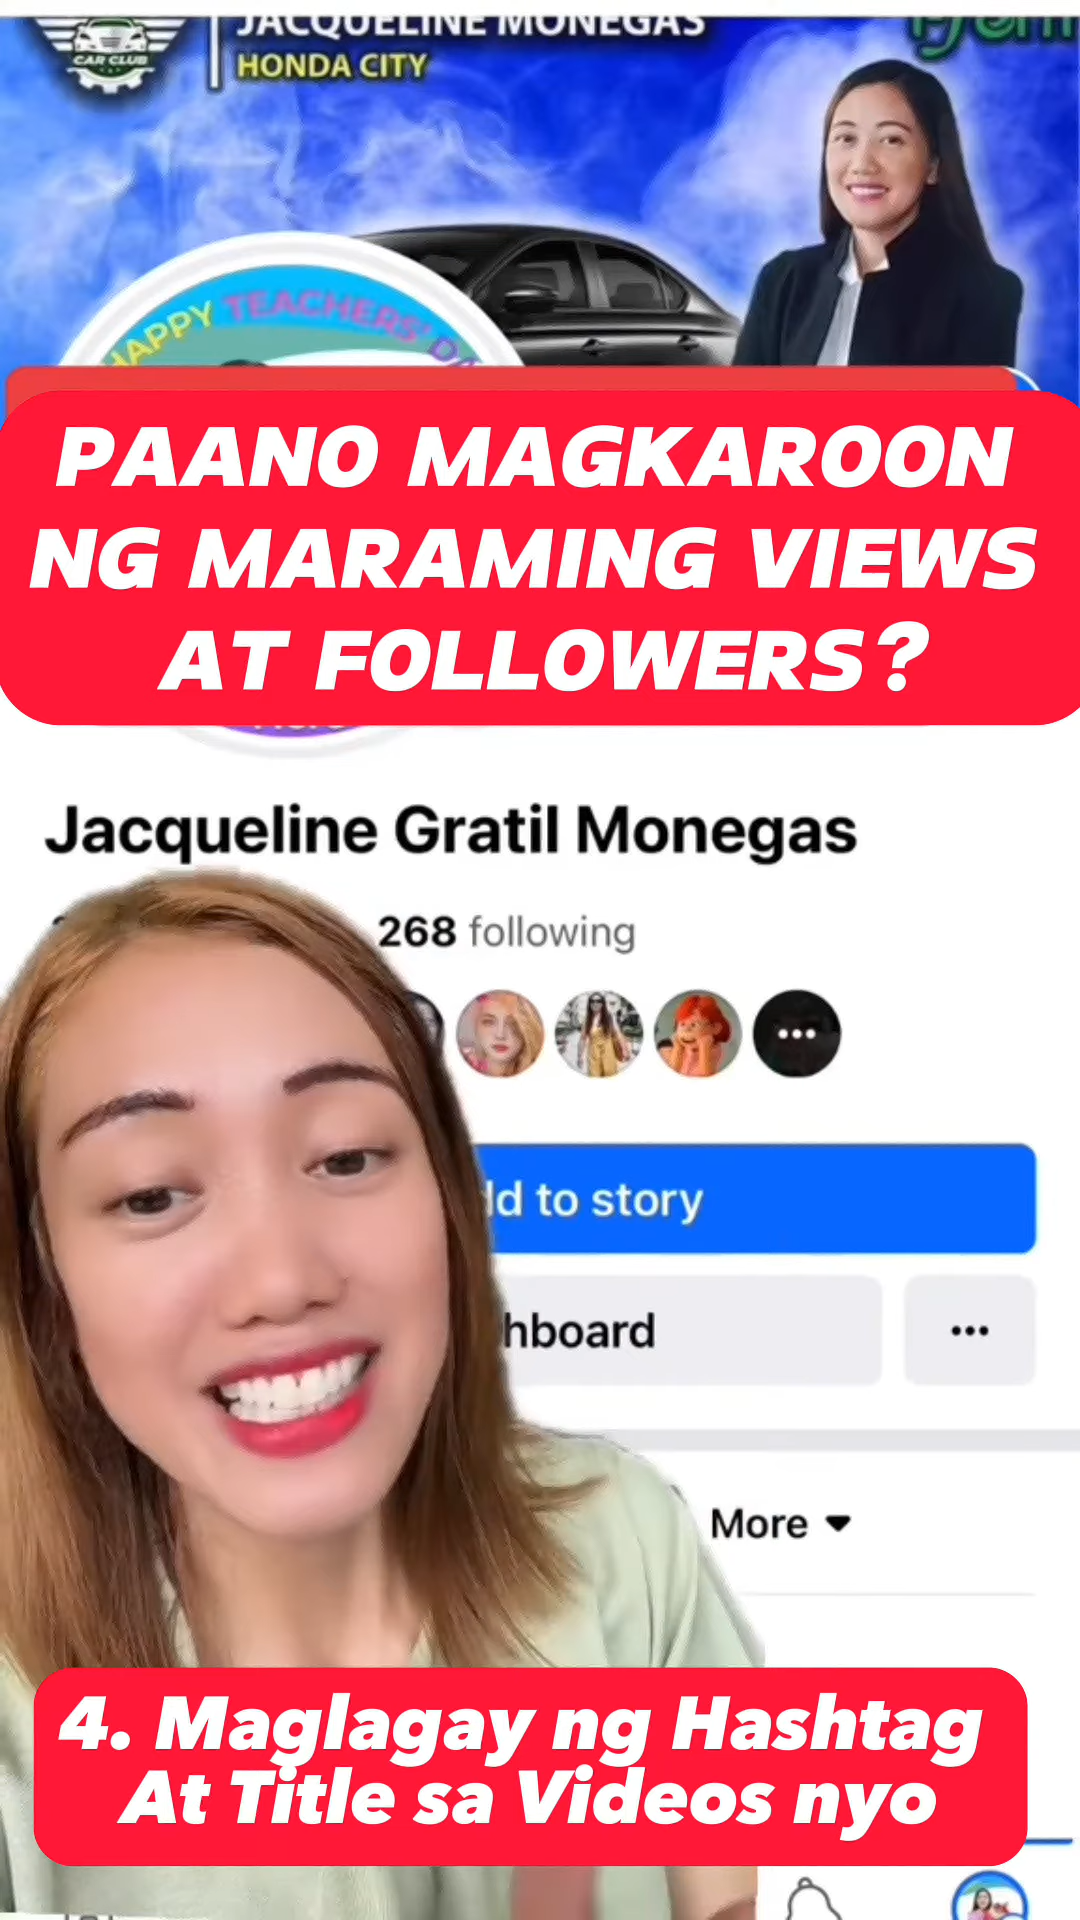 JACQUELINE MONEGAS
CAR CLUB
HONDA CITY
HAPPY TEACHERS' DA
PAANO MAGKAROON
NG MARAMING VIEWS
AT FOLLOWERS?
Jacqueline Gratil Monegas
268 following
dd to story
hboard
More
4. Maglagay ng Hashtag
At Title sa Videos nyo